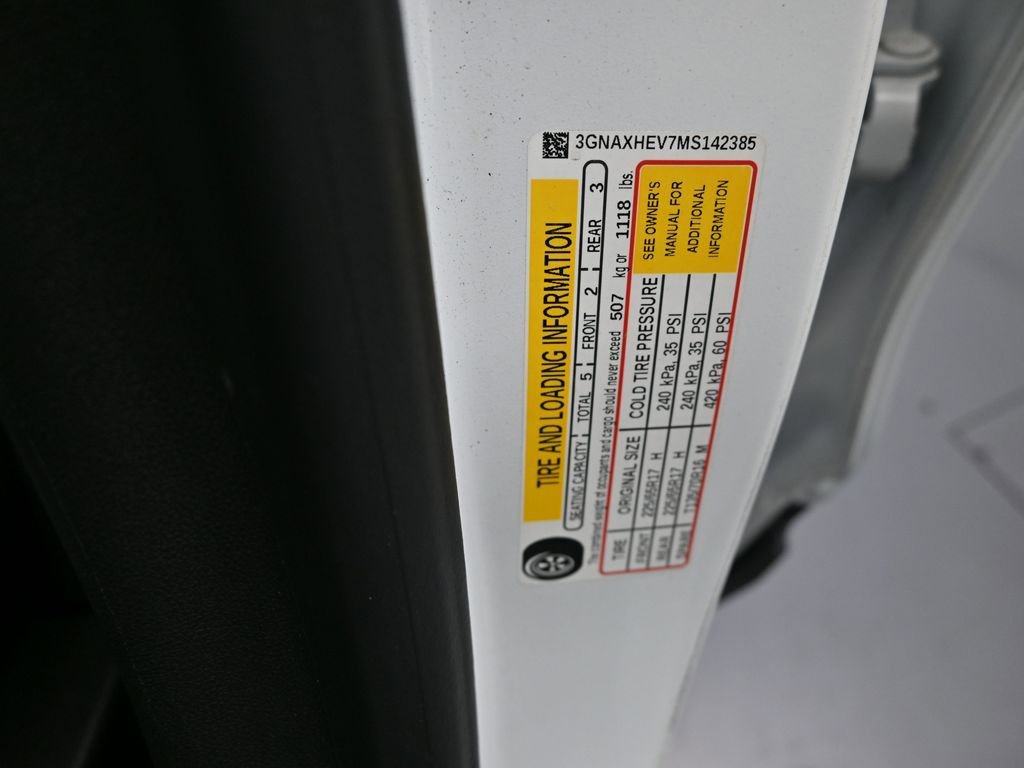 3GNAXHEV7MS142385
TIRE AND LOADING INFORMATION
SEATING CAPACITY TOTAL 5 FRONT 2 REAR 3
The combined weight of occupants and cargo should never exceed 507 kg or 1118 lbs.
TIRE ORIGINAL SIZE COLD TIRE PRESSURE
FRONT 225/65R17 H 240 kPa, 35 PSI
REAR 225/65R17 H 240 kPa, 35 PSI
SPARE T135/70R16 M 420 kPa, 60 PSI
SEE OWNER'S
MANUAL FOR
ADDITIONAL
INFORMATION